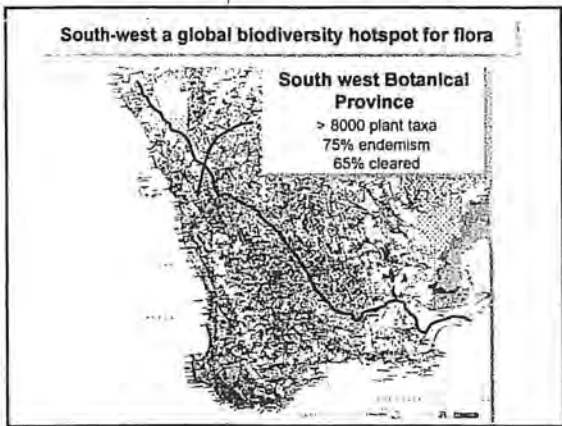 South-west a global biodiversity hotspot for flora
South west Botanical
Province
> 8000 plant taxa
75% endemism
65% cleared